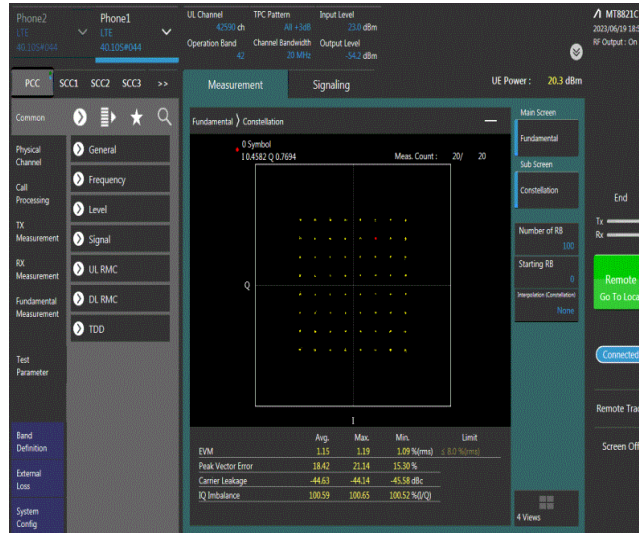 Phone2
LTE
40.105#044
Phone1
LTE
40.105#044
UL Channel
42590 ch
TPC Pattern
All +3dB
Input Level
23.0 dBm
Operation Band
42
Channel Bandwidth
20 MHz
Output Level
-54.2 dBm
MT8821C
2023/06/19 18:5
RF Output : On
PCC
SCC1
SCC2
SCC3
>>
Measurement
Signaling
UE Power : 20.3 dBm
Common
Physical
Channel
Call
Processing
TX
Measurement
RX
Measurement
Fundamental
Measurement
Test
Parameter
Band
Definition
External
Loss
System
Config
General
Frequency
Level
Signal
UL RMC
DL RMC
TDD
Fundamental 〉 Constellation
0 Symbol
I 0.4582 Q 0.7694
Meas. Count : 20/ 20
Q
I
Avg. Max. Min. Limit
EVM 1.15 1.19 1.09 %(rms) ≤ 8.0 %(rms)
Peak Vector Error 18.42 21.14 15.30 %
Carrier Leakage -44.63 -44.14 -45.58 dBc
IQ Imbalance 100.59 100.65 100.52 %(I/Q)
Main Screen
Fundamental
Sub Screen
Constellation
Number of RB
100
Starting RB
0
Interpolation (Constellation)
None
4 Views
End
Tx
Rx
Remote
Go To Loca
Connected
Remote Trac
Screen Off